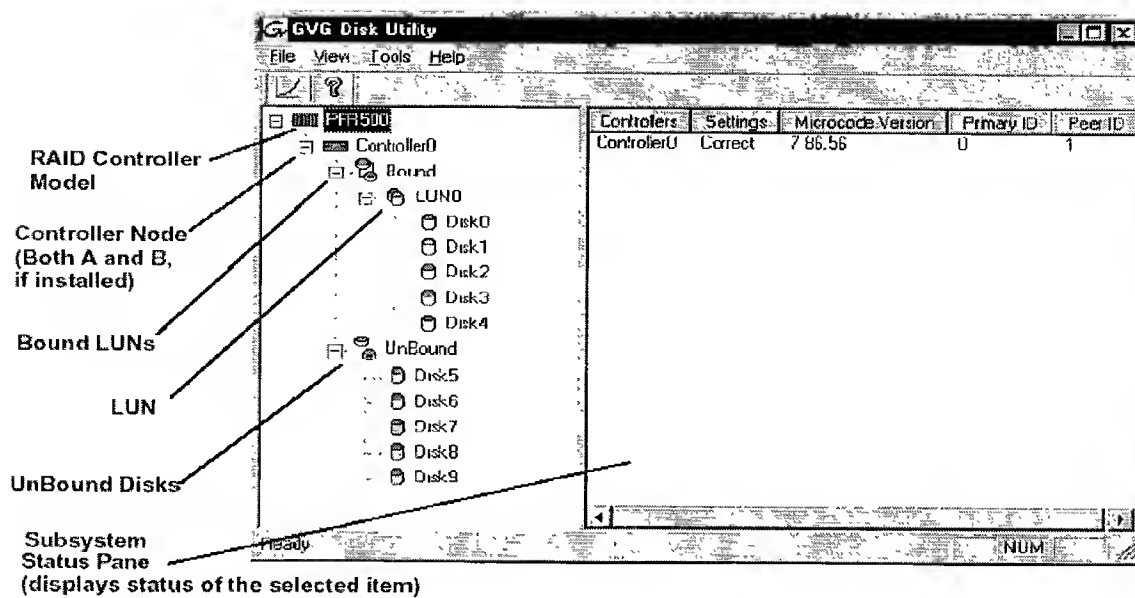 GVG Disk Utility
File View Tools Help
PFR500
Controller0
Bound
LUN0
Disk0
Disk1
Disk2
Disk3
Disk4
UnBound
Disk5
Disk6
Disk7
Disk8
Disk9
Controllers Settings Microcode Version Primary ID Peer ID
Controller0 Correct 7.86.56 0 1
Ready
NUM
RAID Controller
Model
Controller Node
(Both A and B,
if installed)
Bound LUNs
LUN
UnBound Disks
Subsystem
Status Pane
(displays status of the selected item)